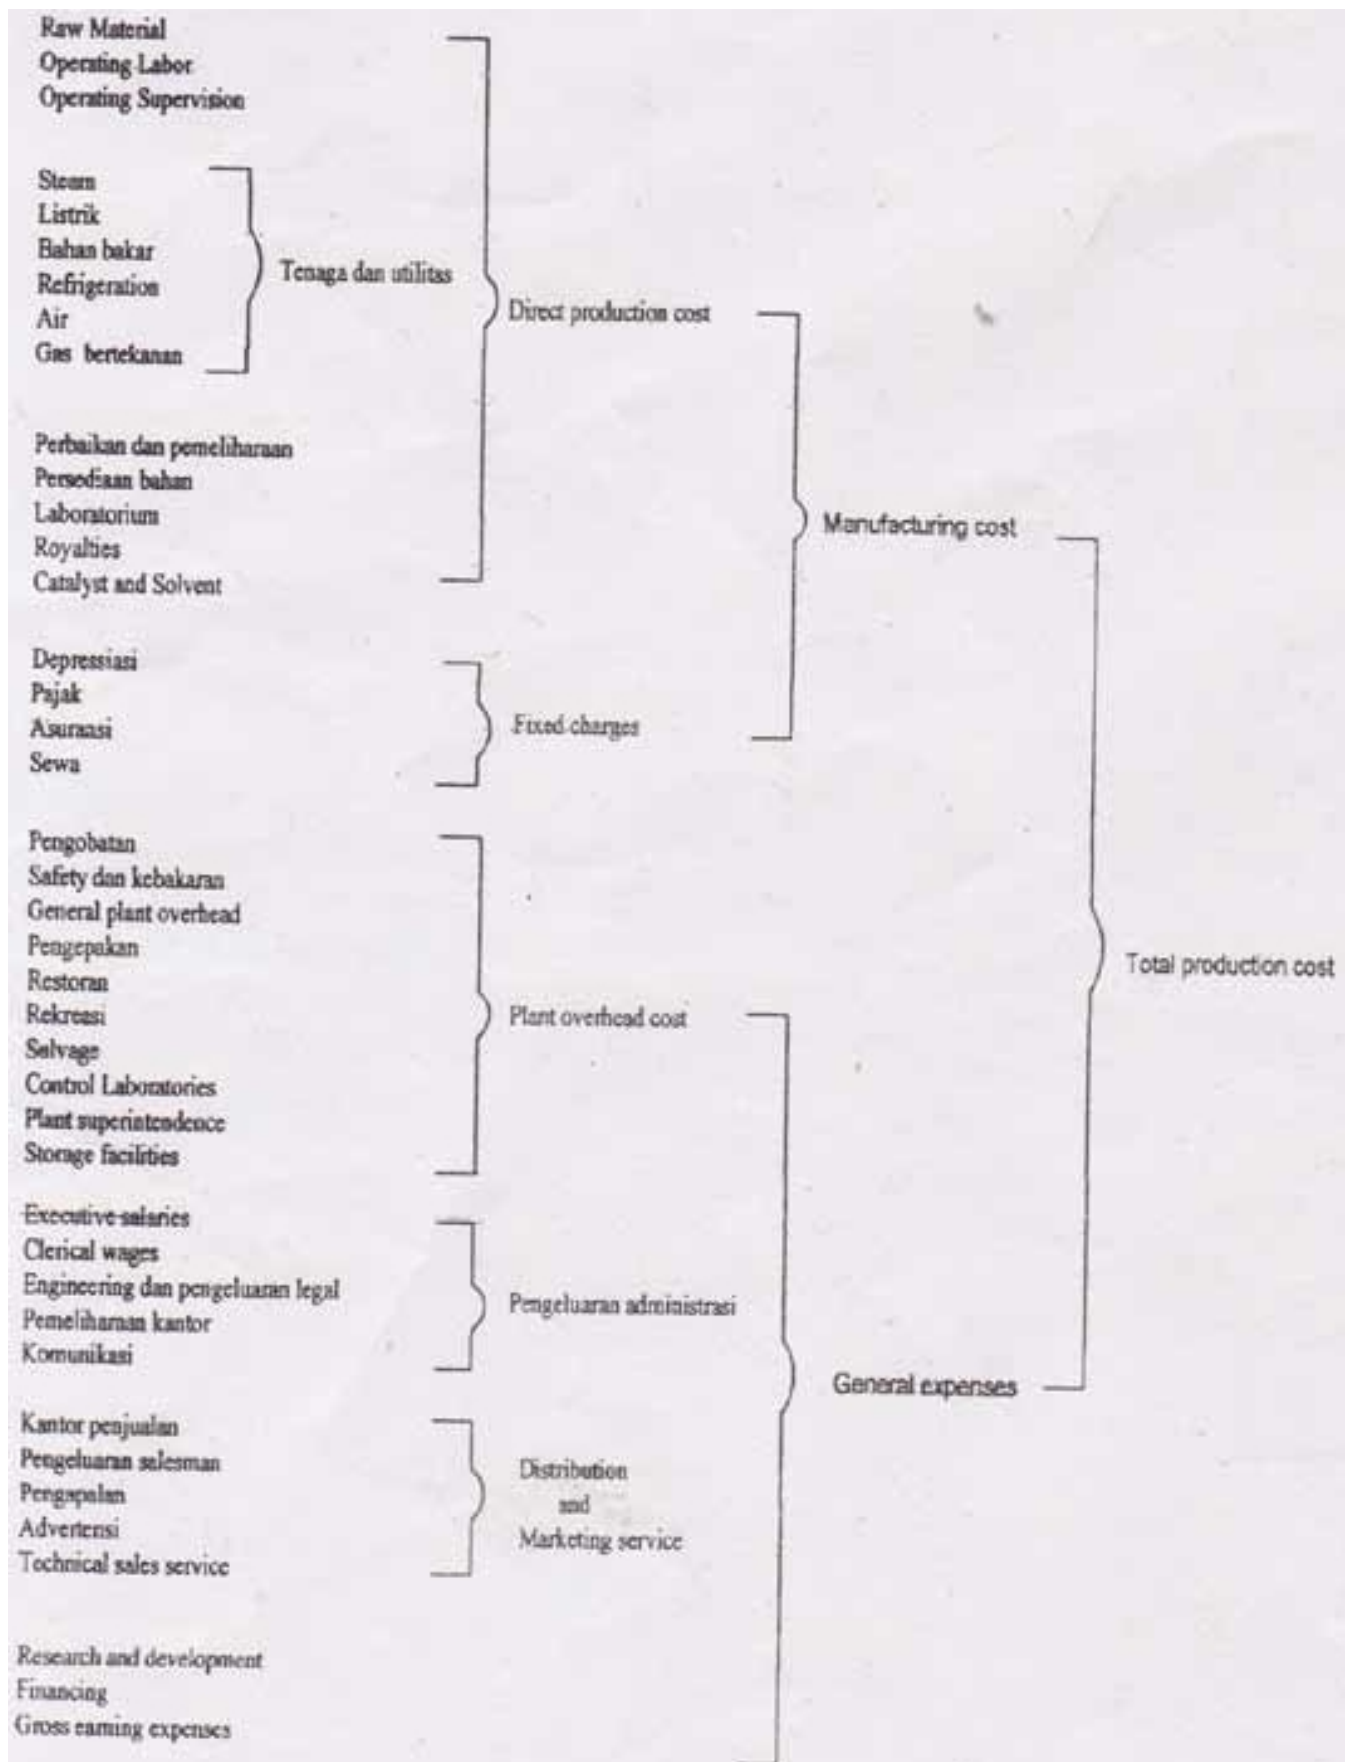 Raw Material
Operating Labor
Operating Supervision
Steam
Listrik
Bahan bakar
Refrigeration
Air
Gas bertekanan
Tenaga dan utilitas
Perbaikan dan pemeliharaan
Persediaan bahan
Laboratorium
Royalties
Catalyst and Solvent
Direct production cost
Depressiasi
Pajak
Asuransi
Sewa
Fixed charges
Manufacturing cost
Pengobatan
Safety dan kebakaran
General plant overhead
Pengepakan
Restoran
Rekreasi
Salvage
Control Laboratories
Plant superintendence
Storage facilities
Plant overhead cost
Executive salaries
Clerical wages
Engineering dan pengeluaran legal
Pemeliharaan kantor
Komunikasi
Pengeluaran administrasi
Kantor penjualan
Pengeluaran salesman
Pengapalan
Advertensi
Technical sales service
Distribution
and
Marketing service
Research and development
Financing
Gross earning expenses
General expenses
Total production cost